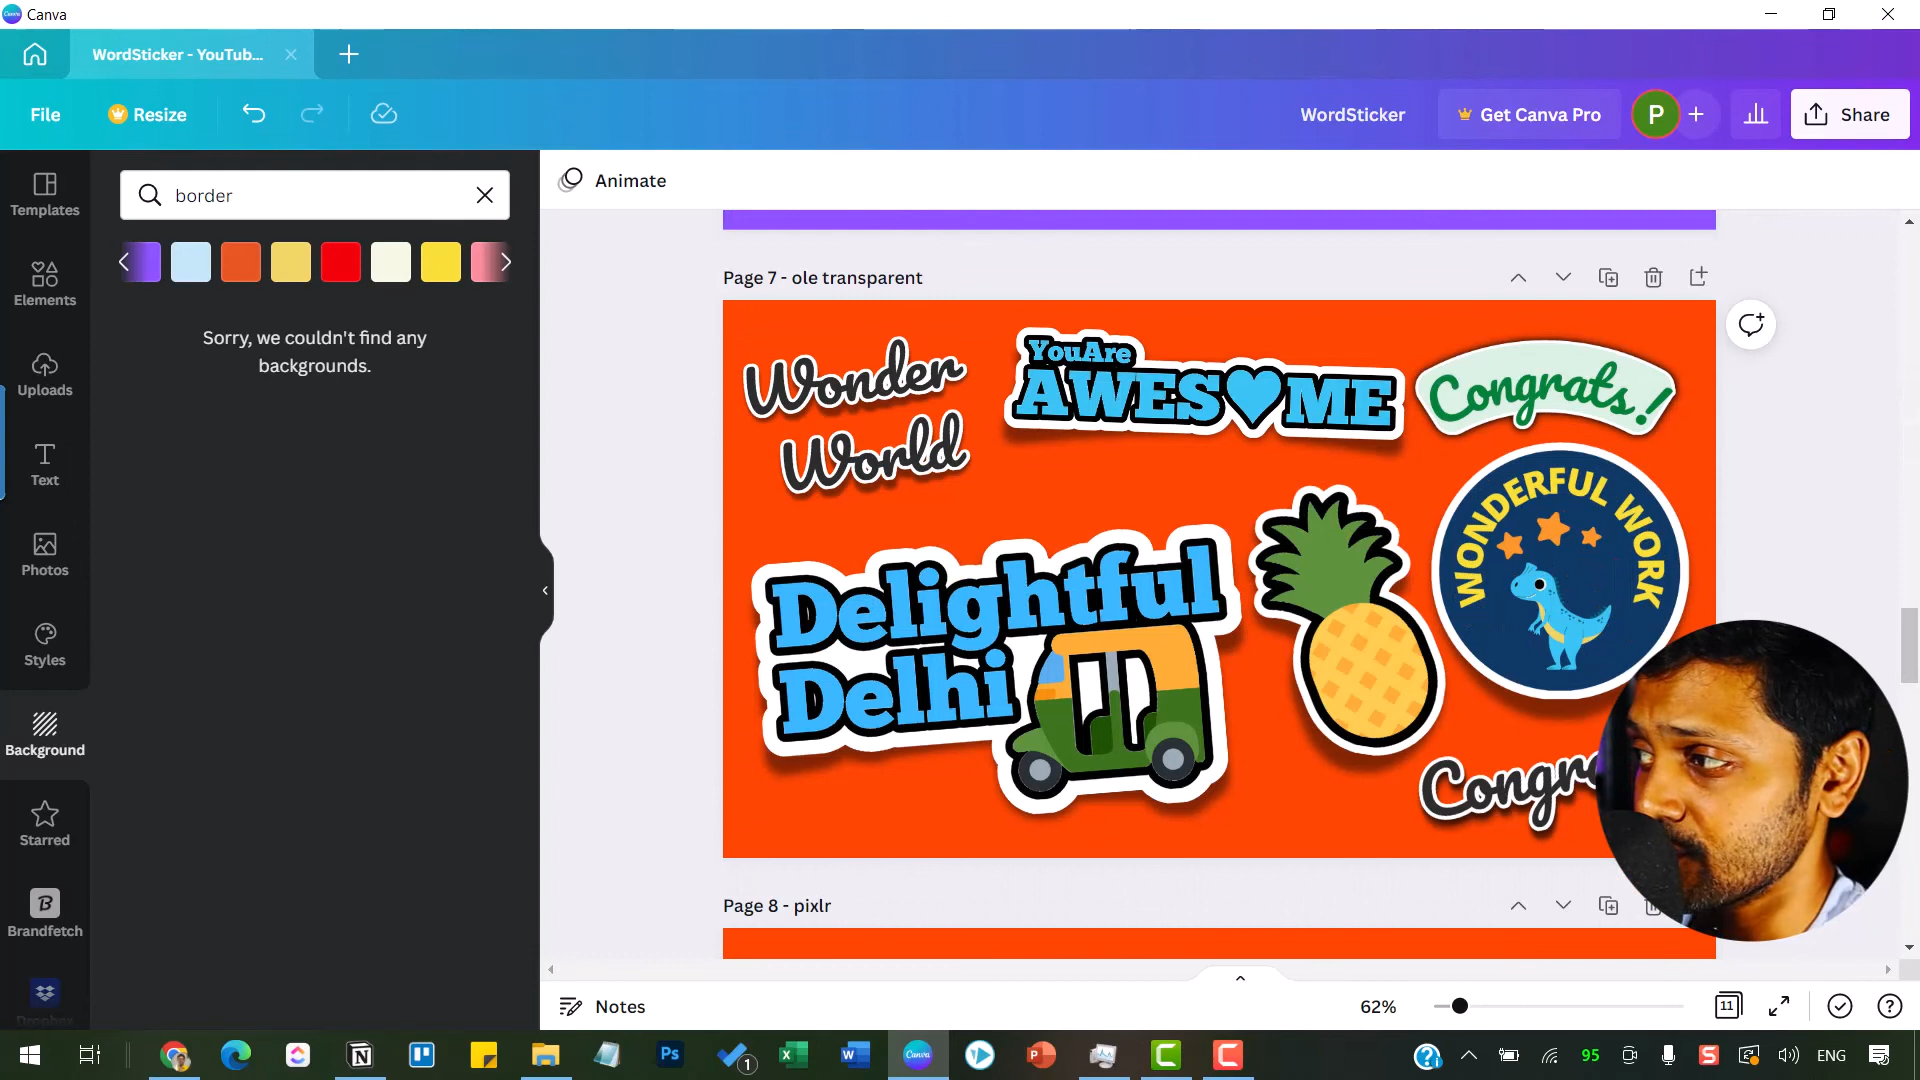 Canva
WordSticker - YouTub...
File
Resize
WordSticker
Get Canva Pro
P
Share
Templates
Elements
Uploads
Text
Photos
Styles
Background
Starred
Brandfetch
border
Sorry, we couldn't find any
backgrounds.
Animate
Page 7 - ole transparent
Wonder
World
YouAre
AWES ME
Congrats!
WONDERFUL WORK
Delightful
Delhi
Page 8 - pixlr
Notes
62%
11
1
95
ENG